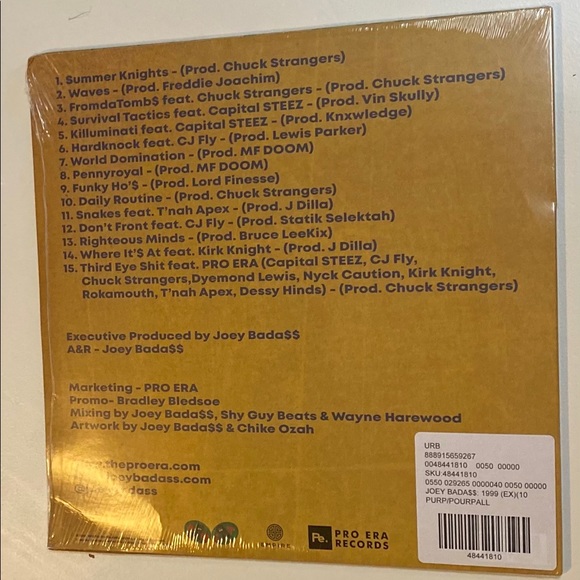 1. Summer Knights - (Prod. Chuck Strangers)
2. Waves - (Prod. Freddie Joachim)
3. FromdaTomb$ feat. Chuck Strangers - (Prod. Chuck Strangers)
4. Survival Tactics feat. Capital STEEZ - (Prod. Vin Skully)
5. Killuminati feat. Capital STEEZ - (Prod. Knxwledge)
6. Hardknock feat. CJ Fly - (Prod. Lewis Parker)
7. World Domination - (Prod. MF DOOM)
8. Pennyroyal - (Prod. MF DOOM)
9. Funky Ho'$ - (Prod. Lord Finesse)
10. Daily Routine - (Prod. Chuck Strangers)
11. Snakes feat. T'nah Apex - (Prod. J Dilla)
12. Don't Front feat. CJ Fly - (Prod. Statik Selektah)
13. Righteous Minds - (Prod. Bruce LeeKix)
14. Where It'$ At feat. Kirk Knight - (Prod. J Dilla)
15. Third Eye Shit feat. PRO ERA (Capital STEEZ, CJ Fly,
Chuck Strangers,Dyemond Lewis, Nyck Caution, Kirk Knight,
Rokamouth, T'nah Apex, Dessy Hinds) - (Prod. Chuck Strangers)
Executive Produced by Joey Bada$$
A&R - Joey Bada$$
Marketing - PRO ERA
Promo- Bradley Bledsoe
Mixing by Joey Bada$$, Shy Guy Beats & Wayne Harewood
Artwork by Joey Bada$$ & Chike Ozah
.theproera.com
badass.com
badass
EMPIRE
Pe.
PRO ERA
RECORDS
URB
888915659267
0048441810 0050 00000
SKU:48441810
0550 029265 0000040 0050 00000
JOEY BADA$$: 1999 (EX)(10
PURP/POURPALL
48441810